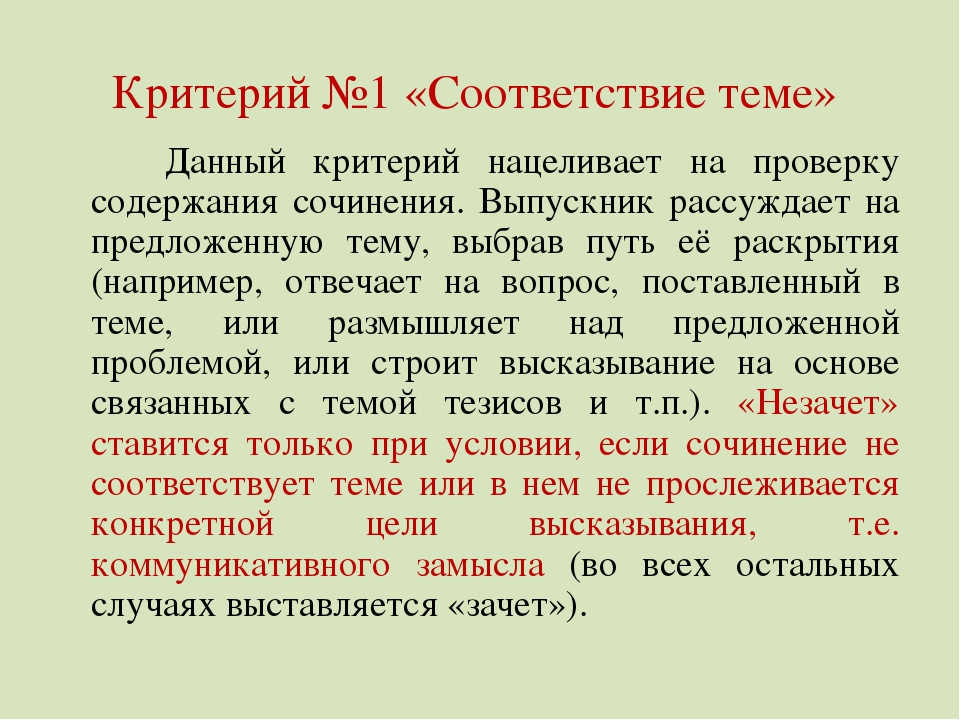 Критерий №1 «Соответствие теме»
Данный критерий нацеливает на проверку
содержания сочинения. Выпускник рассуждает на
предложенную тему, выбрав путь её раскрытия
(например, отвечает на вопрос, поставленный в
теме, или размышляет над предложенной
проблемой, или строит высказывание на основе
связанных с темой тезисов и т.п.). «Незачет»
ставится только при условии, если сочинение не
соответствует теме или в нем не прослеживается
конкретной цели высказывания, т.е.
коммуникативного замысла (во всех остальных
случаях выставляется «зачет»).